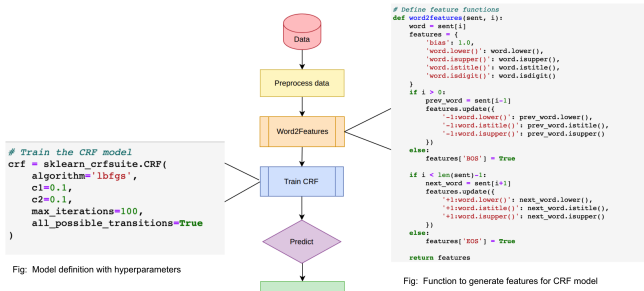 Data
Preprocess data
Word2Features
Train CRF
Predict
# Train the CRF model
crf = sklearn_crfsuite.CRF(
    algorithm='lbfgs',
    c1=0.1,
    c2=0.1,
    max_iterations=100,
    all_possible_transitions=True
)
Fig: Model definition with hyperparameters
# Define feature functions
def word2features(sent, i):
    word = sent[i]
    features = {
        'bias': 1.0,
        'word.lower()': word.lower(),
        'word.isupper()': word.isupper(),
        'word.istitle()': word.istitle(),
        'word.isdigit()': word.isdigit()
    }
    if i > 0:
        prev_word = sent[i-1]
        features.update({
            '-1:word.lower()': prev_word.lower(),
            '-1:word.istitle()': prev_word.istitle(),
            '-1:word.isupper()': prev_word.isupper()
        })
    else:
        features['BOS'] = True
    if i < len(sent)-1:
        next_word = sent[i+1]
        features.update({
            '+1:word.lower()': next_word.lower(),
            '+1:word.istitle()': next_word.istitle(),
            '+1:word.isupper()': next_word.isupper()
        })
    else:
        features['EOS'] = True
    return features
Fig: Function to generate features for CRF model